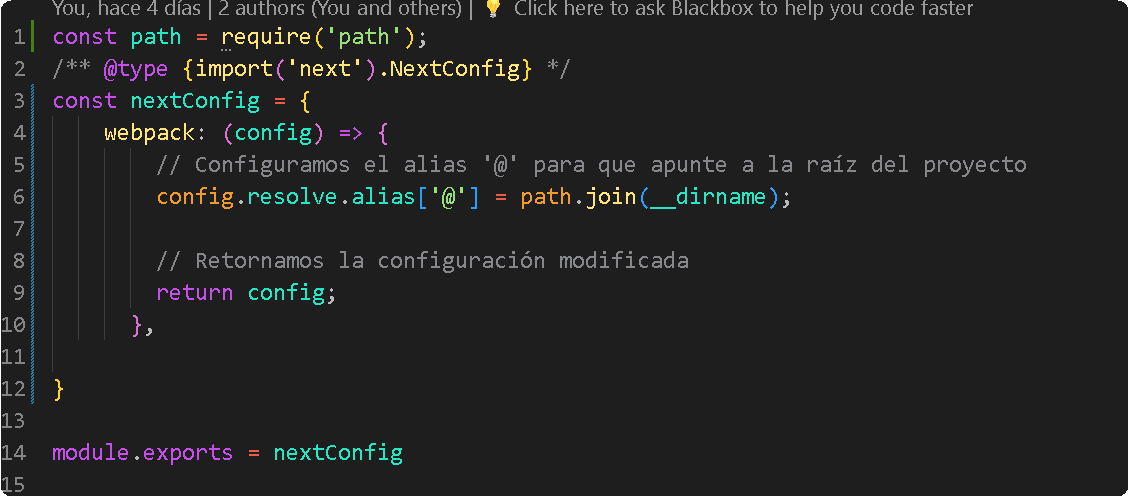 You, hace 4 días | 2 authors (You and others) | 💡 Click here to ask Blackbox to help you code faster
1 const path = require('path');
2 /** @type {import('next').NextConfig} */
3 const nextConfig = {
4 webpack: (config) => {
5 // Configuramos el alias '@' para que apunte a la raíz del proyecto
6 config.resolve.alias['@'] = path.join(__dirname);
7
8 // Retornamos la configuración modificada
9 return config;
10 },
11
12 }
13
14 module.exports = nextConfig
15